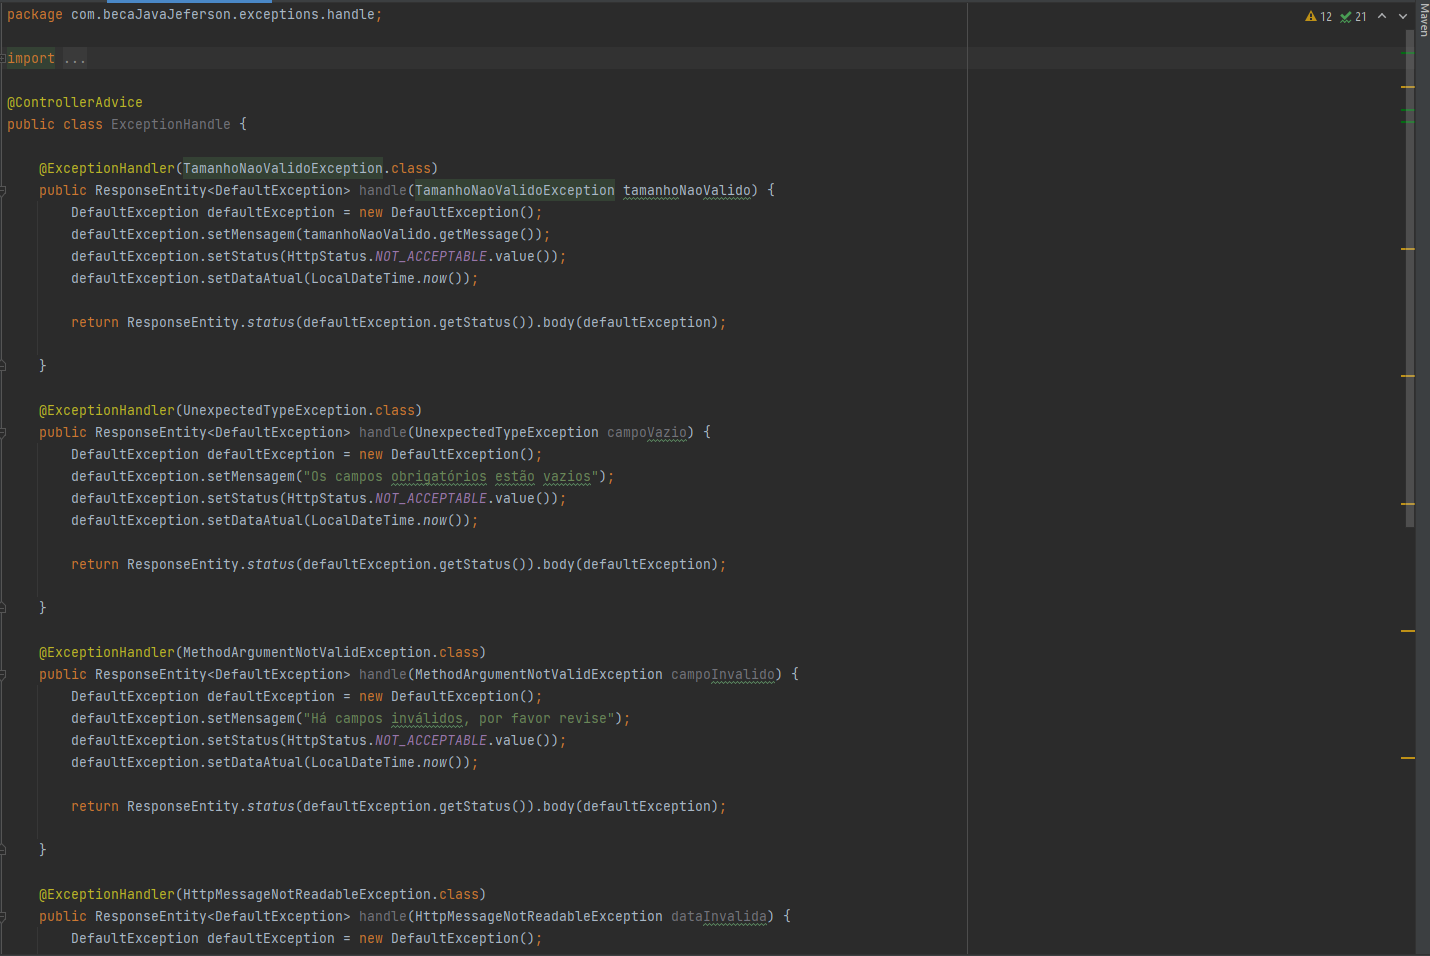 package com.becaJavaJeferson.exceptions.handle;
12 21
Maven
import ...
@ControllerAdvice
public class ExceptionHandle {
@ExceptionHandler(TamanhoNaoValidoException.class)
public ResponseEntity<DefaultException> handle(TamanhoNaoValidoException tamanhoNaoValido) {
DefaultException defaultException = new DefaultException();
defaultException.setMensagem(tamanhoNaoValido.getMessage());
defaultException.setStatus(HttpStatus.NOT_ACCEPTABLE.value());
defaultException.setDataAtual(LocalDateTime.now());
return ResponseEntity.status(defaultException.getStatus()).body(defaultException);
}
@ExceptionHandler(UnexpectedTypeException.class)
public ResponseEntity<DefaultException> handle(UnexpectedTypeException campoVazio) {
DefaultException defaultException = new DefaultException();
defaultException.setMensagem("Os campos obrigatórios estão vazios");
defaultException.setStatus(HttpStatus.NOT_ACCEPTABLE.value());
defaultException.setDataAtual(LocalDateTime.now());
return ResponseEntity.status(defaultException.getStatus()).body(defaultException);
}
@ExceptionHandler(MethodArgumentNotValidException.class)
public ResponseEntity<DefaultException> handle(MethodArgumentNotValidException campoInvalido) {
DefaultException defaultException = new DefaultException();
defaultException.setMensagem("Há campos inválidos, por favor revise");
defaultException.setStatus(HttpStatus.NOT_ACCEPTABLE.value());
defaultException.setDataAtual(LocalDateTime.now());
return ResponseEntity.status(defaultException.getStatus()).body(defaultException);
}
@ExceptionHandler(HttpMessageNotReadableException.class)
public ResponseEntity<DefaultException> handle(HttpMessageNotReadableException dataInvalida) {
DefaultException defaultException = new DefaultException();